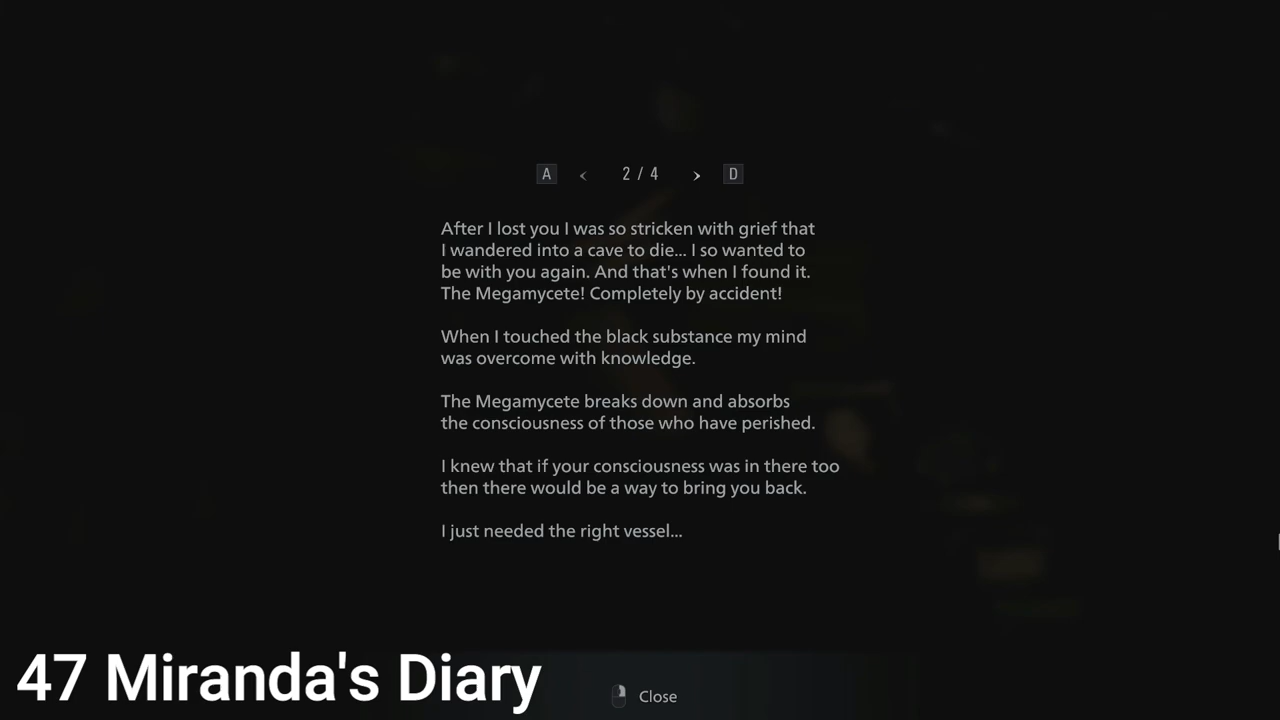 A < 2 / 4 > D
After I lost you I was so stricken with grief that
I wandered into a cave to die... I so wanted to
be with you again. And that's when I found it.
The Megamycete! Completely by accident!
When I touched the black substance my mind
was overcome with knowledge.
The Megamycete breaks down and absorbs
the consciousness of those who have perished.
I knew that if your consciousness was in there too
then there would be a way to bring you back.
I just needed the right vessel...
47 Miranda's Diary
Close